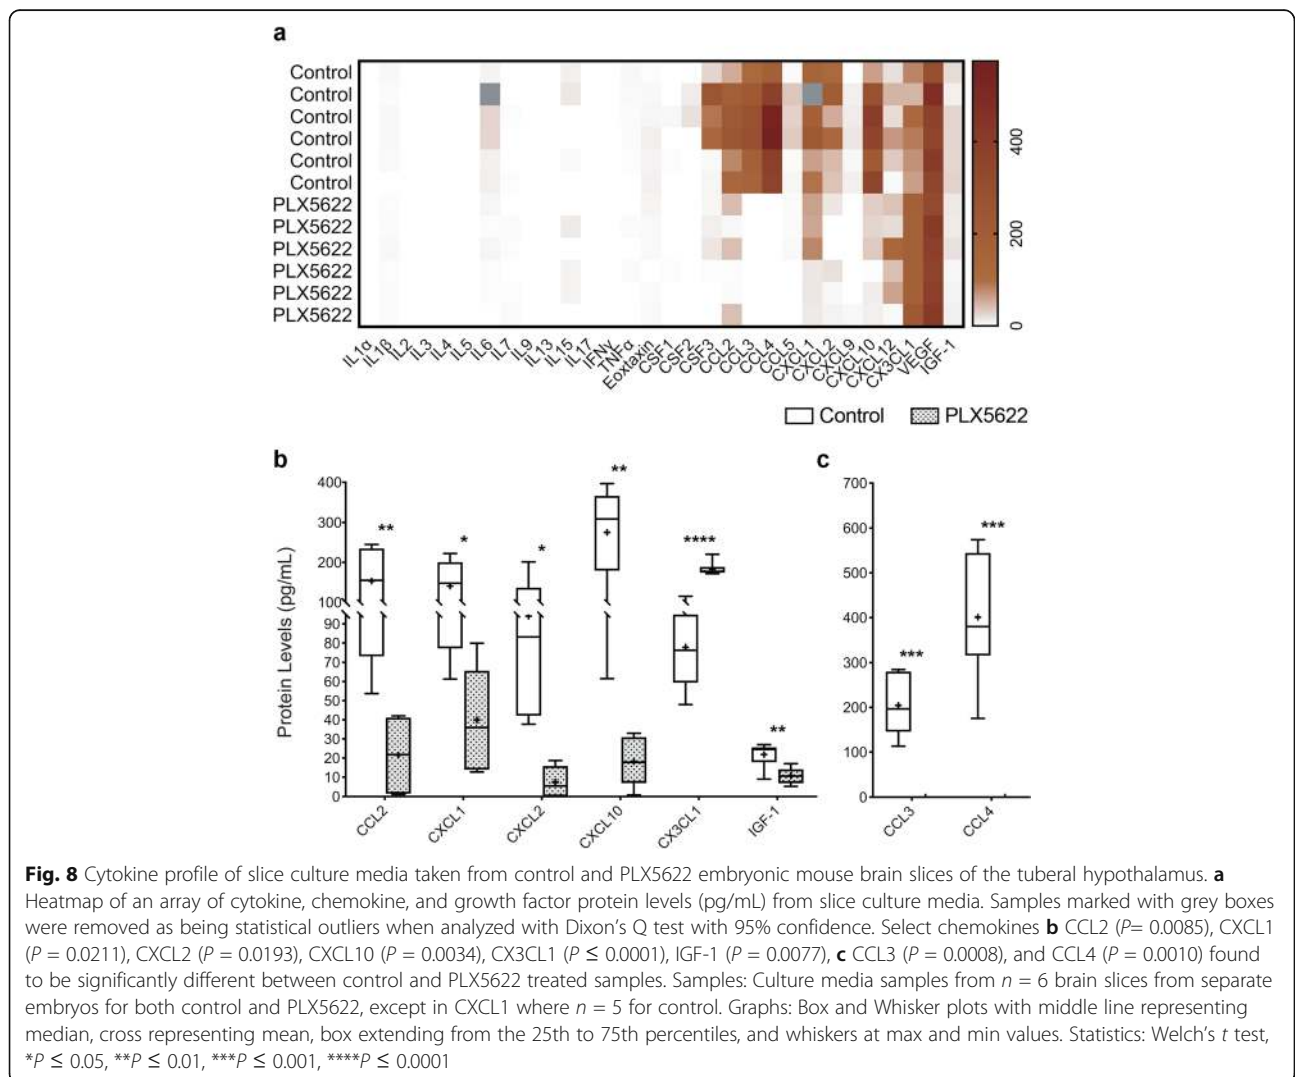 a
Control
Control
Control
Control
Control
Control
PLX5622
PLX5622
PLX5622
PLX5622
PLX5622
PLX5622
400
200
0
IL1α IL1β IL2 IL3 IL4 IL5 IL6 IL7 IL9 IL13 IL15 IL17 IFNγ TNFα Eoxtaxin CSF1 CSF2 CSF3 CCL2 CCL3 CCL4 CCL5 CXCL1 CXCL2 CXCL9 CXCL10 CXCL12 CX3CL1 VEGF IGF-1
Control PLX5622
b
Protein Levels (pg/mL)
400
300
200
100
90
80
70
60
50
40
30
20
10
0
** * * ** **** **
CCL2 CXCL1 CXCL2 CXCL10 CX3CL1 IGF-1
c
700
600
500
400
300
200
100
0
*** ***
CCL3 CCL4
Fig. 8 Cytokine profile of slice culture media taken from control and PLX5622 embryonic mouse brain slices of the tuberal hypothalamus. a
Heatmap of an array of cytokine, chemokine, and growth factor protein levels (pg/mL) from slice culture media. Samples marked with grey boxes
were removed as being statistical outliers when analyzed with Dixon's Q test with 95% confidence. Select chemokines b CCL2 (P= 0.0085), CXCL1
(P = 0.0211), CXCL2 (P = 0.0193), CXCL10 (P = 0.0034), CX3CL1 (P ≤ 0.0001), IGF-1 (P = 0.0077), c CCL3 (P = 0.0008), and CCL4 (P = 0.0010) found
to be significantly different between control and PLX5622 treated samples. Samples: Culture media samples from n = 6 brain slices from separate
embryos for both control and PLX5622, except in CXCL1 where n = 5 for control. Graphs: Box and Whisker plots with middle line representing
median, cross representing mean, box extending from the 25th to 75th percentiles, and whiskers at max and min values. Statistics: Welch's t test,
*P ≤ 0.05, **P ≤ 0.01, ***P ≤ 0.001, ****P ≤ 0.0001